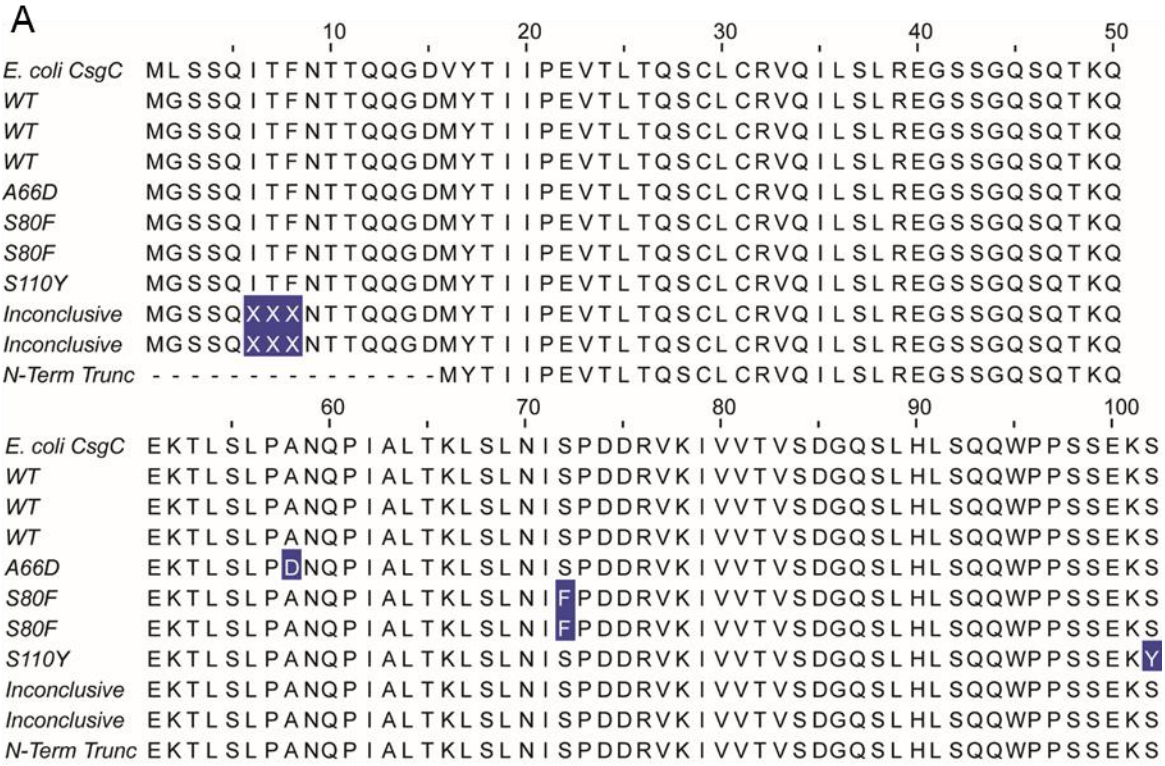 A
10 20 30 40 50
E. coli CsgC MLSSQITFNTTQQGDVYTIIPEVTLTQSCLCRVQILSLREGSSGQSQTKQ
WT MGSSQITFNTTQQGDMYTIIPEVTLTQSCLCRVQILSLREGSSGQSQTKQ
WT MGSSQITFNTTQQGDMYTIIPEVTLTQSCLCRVQILSLREGSSGQSQTKQ
WT MGSSQITFNTTQQGDMYTIIPEVTLTQSCLCRVQILSLREGSSGQSQTKQ
A66D MGSSQITFNTTQQGDMYTIIPEVTLTQSCLCRVQILSLREGSSGQSQTKQ
S80F MGSSQITFNTTQQGDMYTIIPEVTLTQSCLCRVQILSLREGSSGQSQTKQ
S80F MGSSQITFNTTQQGDMYTIIPEVTLTQSCLCRVQILSLREGSSGQSQTKQ
S110Y MGSSQITFNTTQQGDMYTIIPEVTLTQSCLCRVQILSLREGSSGQSQTKQ
Inconclusive MGSSQXXXNTTQQGDMYTIIPEVTLTQSCLCRVQILSLREGSSGQSQTKQ
Inconclusive MGSSQXXXNTTQQGDMYTIIPEVTLTQSCLCRVQILSLREGSSGQSQTKQ
N-Term Trunc ---------------MYTIIPEVTLTQSCLCRVQILSLREGSSGQSQTKQ
60 70 80 90 100
E. coli CsgC EKTLSLPANQPIALTKLSLNISPDDRVKIVVTVSDGQSLHLSQQWPPSSEKS
WT EKTLSLPANQPIALTKLSLNISPDDRVKIVVTVSDGQSLHLSQQWPPSSEKS
WT EKTLSLPANQPIALTKLSLNISPDDRVKIVVTVSDGQSLHLSQQWPPSSEKS
WT EKTLSLPANQPIALTKLSLNISPDDRVKIVVTVSDGQSLHLSQQWPPSSEKS
A66D EKTLSLPDNQPIALTKLSLNISPDDRVKIVVTVSDGQSLHLSQQWPPSSEKS
S80F EKTLSLPANQPIALTKLSLNIFPDDRVKIVVTVSDGQSLHLSQQWPPSSEKS
S80F EKTLSLPANQPIALTKLSLNIFPDDRVKIVVTVSDGQSLHLSQQWPPSSEKS
S110Y EKTLSLPANQPIALTKLSLNISPDDRVKIVVTVSDGQSLHLSQQWPPSSEKY
Inconclusive EKTLSLPANQPIALTKLSLNISPDDRVKIVVTVSDGQSLHLSQQWPPSSEKS
Inconclusive EKTLSLPANQPIALTKLSLNISPDDRVKIVVTVSDGQSLHLSQQWPPSSEKS
N-Term Trunc EKTLSLPANQPIALTKLSLNISPDDRVKIVVTVSDGQSLHLSQQWPPSSEKS